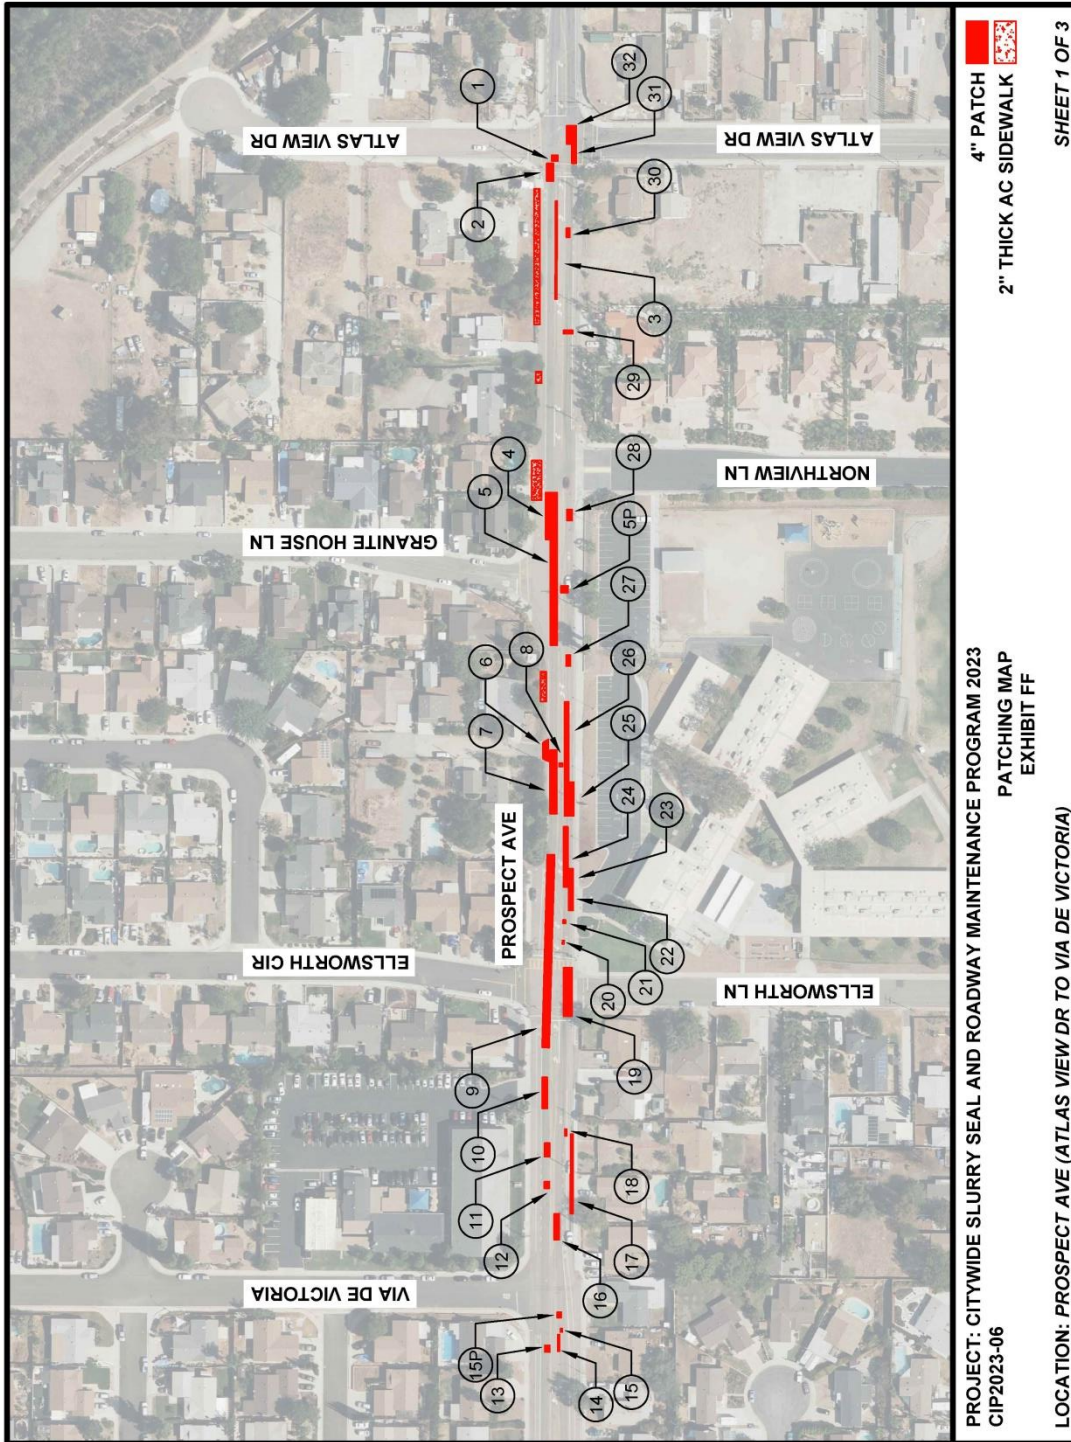 ATLAS VIEW DR
ATLAS VIEW DR
GRANITE HOUSE LN
NORTHVIEW LN
PROSPECT AVE
ELLSWORTH CIR
ELLSWORTH LN
VIA DE VICTORIA
13
15P
12
11
10
9
7
6
8
5
4
2
1
14
15
16
17
18
19
20
21
22
23
24
25
26
27
5P
28
29
3
30
31
32
PROJECT: CITYWIDE SLURRY SEAL AND ROADWAY MAINTENANCE PROGRAM 2023
CIP2023-06
PATCHING MAP
EXHIBIT FF
4" PATCH
2" THICK AC SIDEWALK
LOCATION: PROSPECT AVE (ATLAS VIEW DR TO VIA DE VICTORIA)
SHEET 1 OF 3